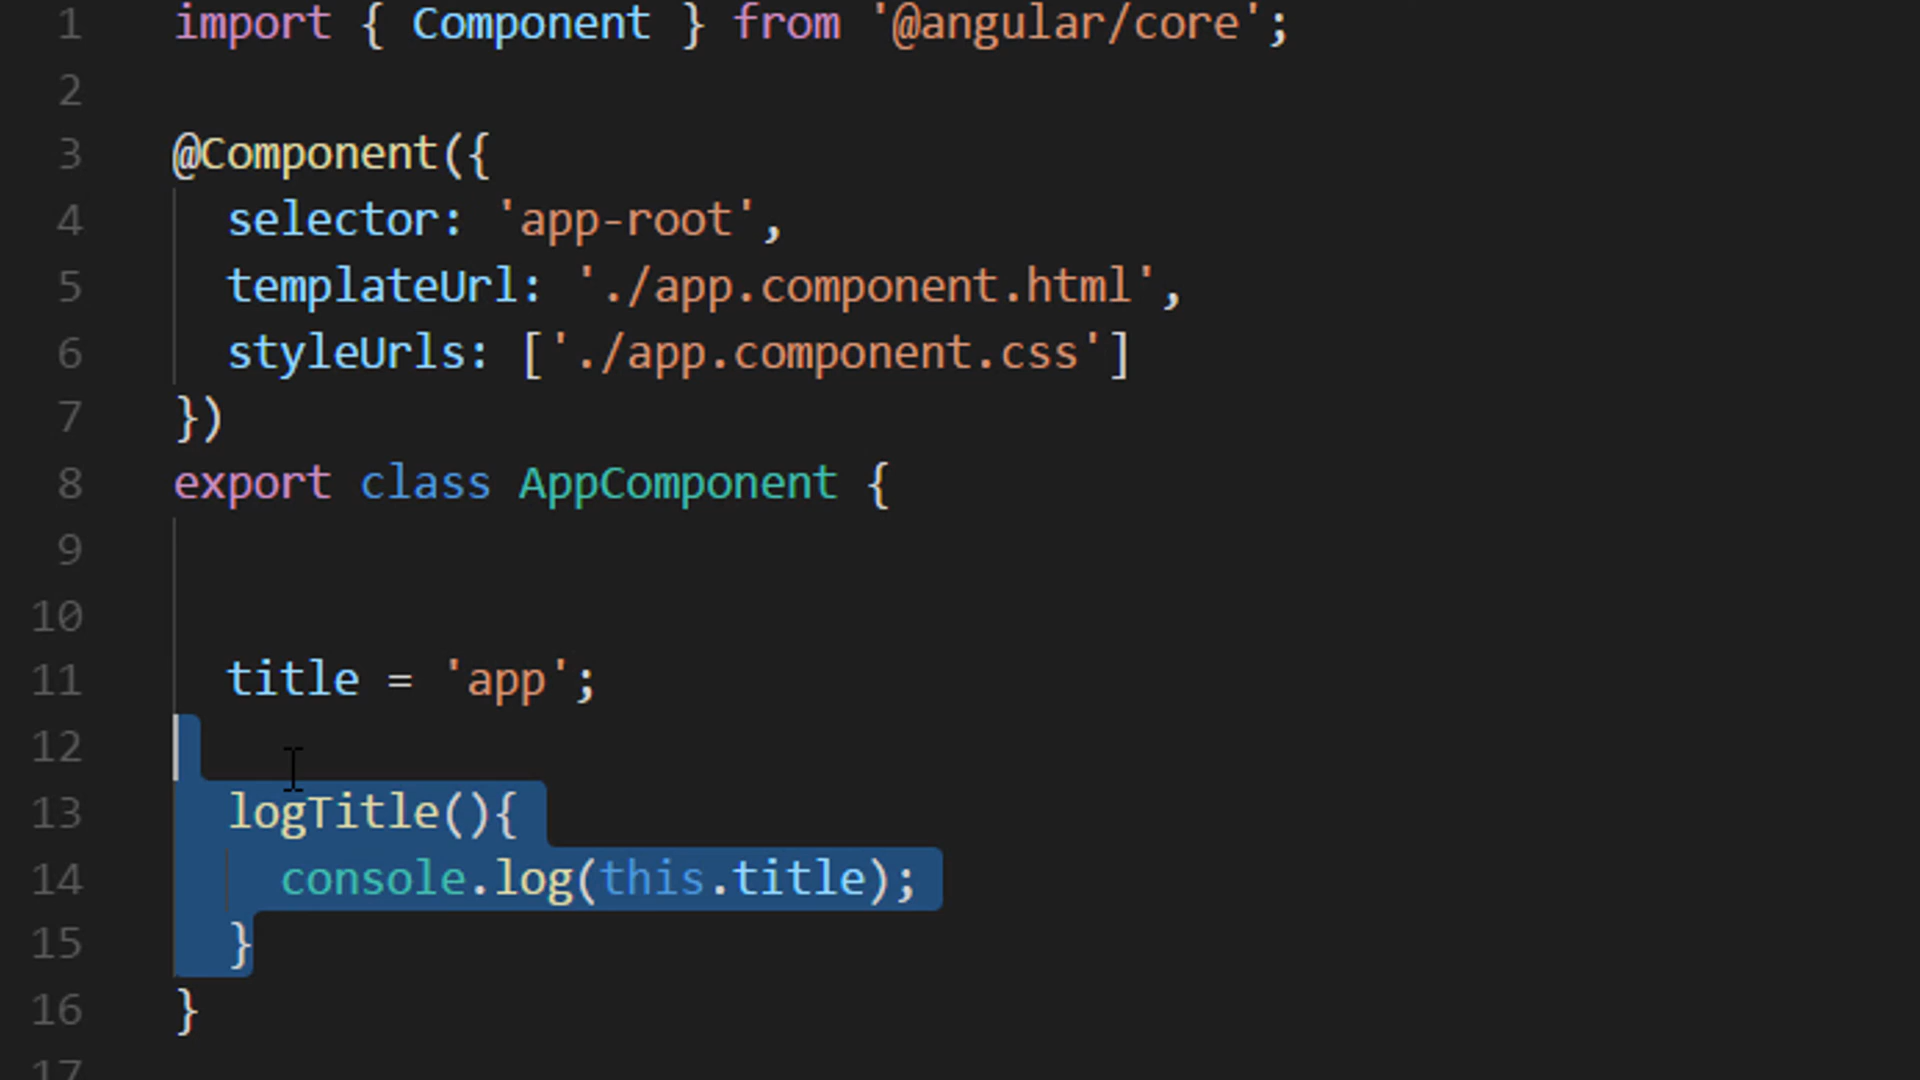 1 import { Component } from '@angular/core';
2
3 @Component({
4   selector: 'app-root',
5   templateUrl: './app.component.html',
6   styleUrls: ['./app.component.css']
7 })
8 export class AppComponent {
9
10
11   title = 'app';
12
13   logTitle(){
14     console.log(this.title);
15   }
16 }
17